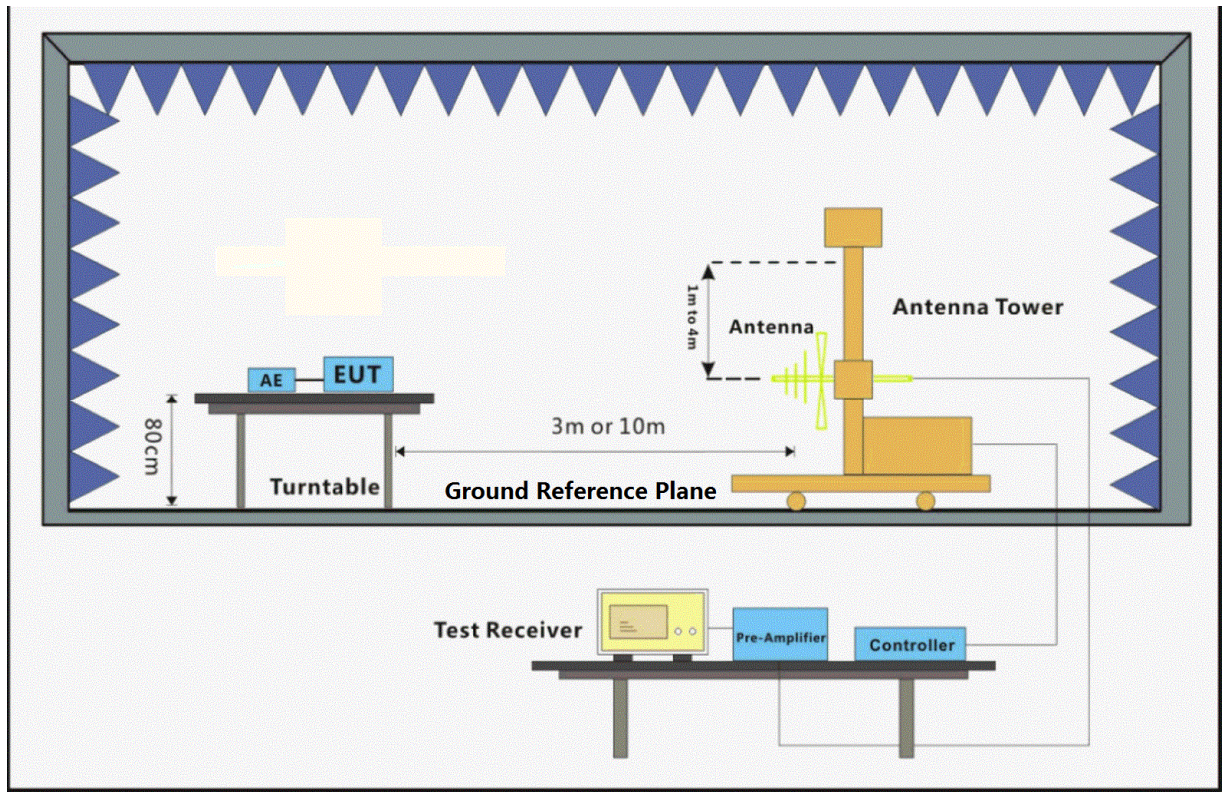 1m to 4m
Antenna
Antenna Tower
AE
EUT
80cm
3m or 10m
Turntable
Ground Reference Plane
Test Receiver
Pre-Amplifier
Controller